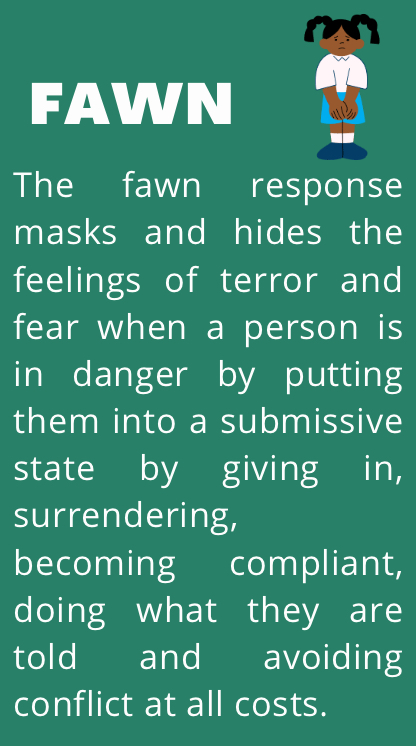 FAWN
The fawn response
masks and hides the
feelings of terror and
fear when a person is
in danger by putting
them into a submissive
state by giving in,
surrendering,
becoming compliant,
doing what they are
told and avoiding
conflict at all costs.